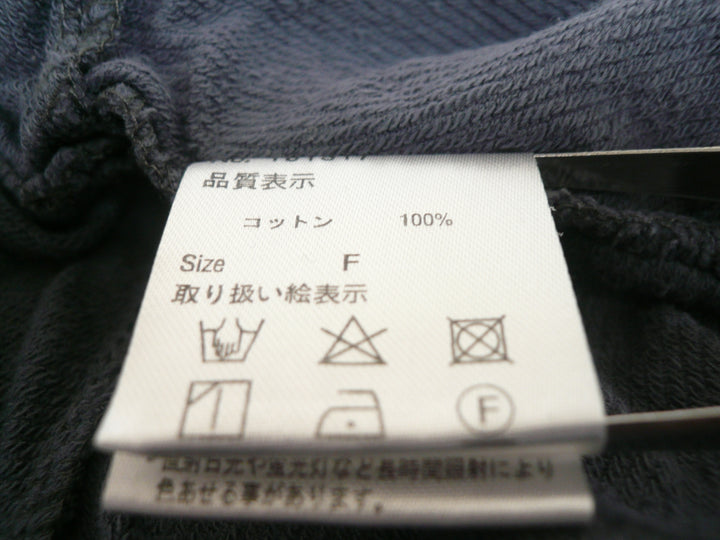 品質表示
コットン 100%
Size F
取り扱い絵表示
F
色あせる事があります。